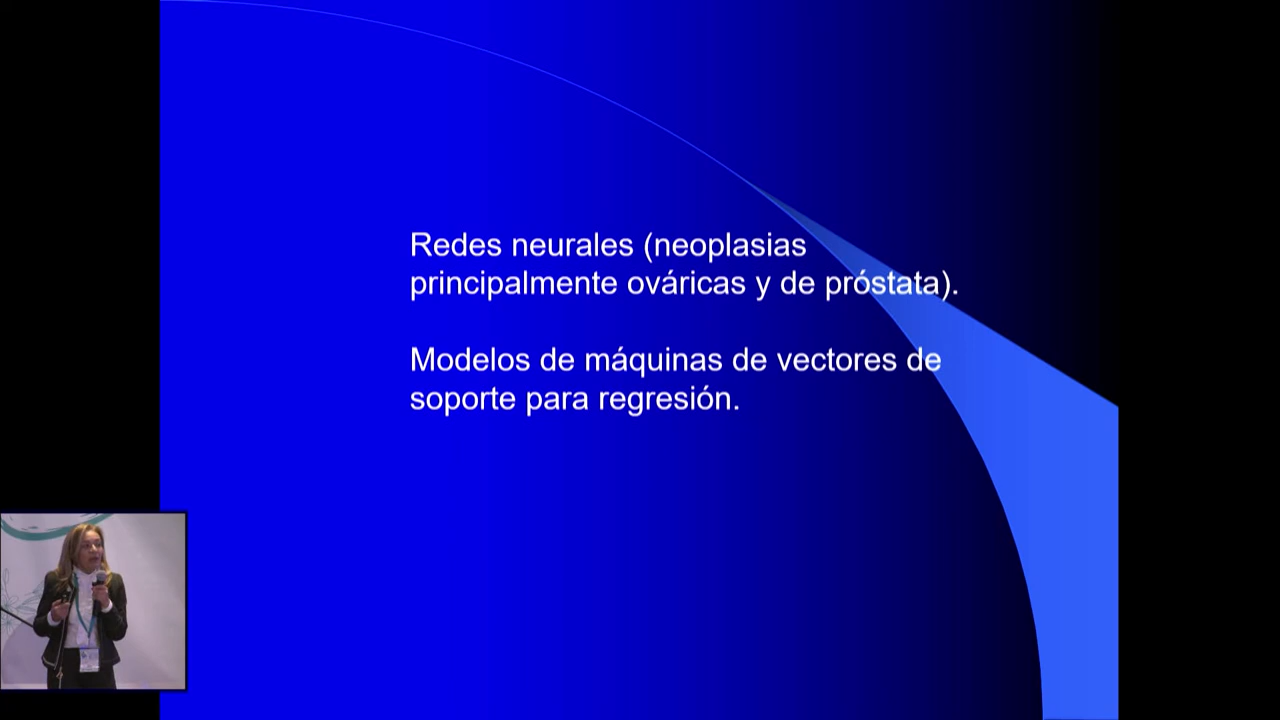 Redes neurales (neoplasias
principalmente ováricas y de próstata).
Modelos de máquinas de vectores de
soporte para regresión.